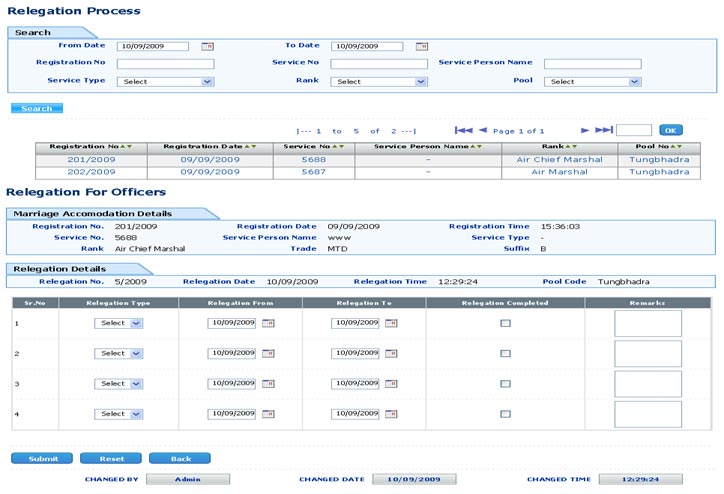 Relegation Process
Search
From Date 10/09/2009 To Date 10/09/2009
Registration No Service No Service Person Name
Service Type Select Rank Select Pool Select
Search
|--- 1 to 5 of 2 ---| Page 1 of 1 OK
Registration No Registration Date Service No Service Person Name Rank Pool No
201/2009 09/09/2009 5688 - Air Chief Marshal Tungbhadra
202/2009 09/09/2009 5687 - Air Marshal Tungbhadra
Relegation For Officers
Marriage Accomodation Details
Registration No. 201/2009 Registration Date 09/09/2009 Registration Time 15:36:03
Service No. 5688 Service Person Name www Service Type -
Rank Air Chief Marshal Trade MTD Suffix B
Relegation Details
Relegation No. 5/2009 Relegation Date 10/09/2009 Relegation Time 12:29:24 Pool Code Tungbhadra
Sr.No Relegation Type Relegation From Relegation To Relegation Completed Remarks
1 Select 10/09/2009 10/09/2009
2 Select 10/09/2009 10/09/2009
3 Select 10/09/2009 10/09/2009
4 Select 10/09/2009 10/09/2009
Submit Reset Back
CHANGED BY Admin CHANGED DATE 10/09/2009 CHANGED TIME 12:29:24